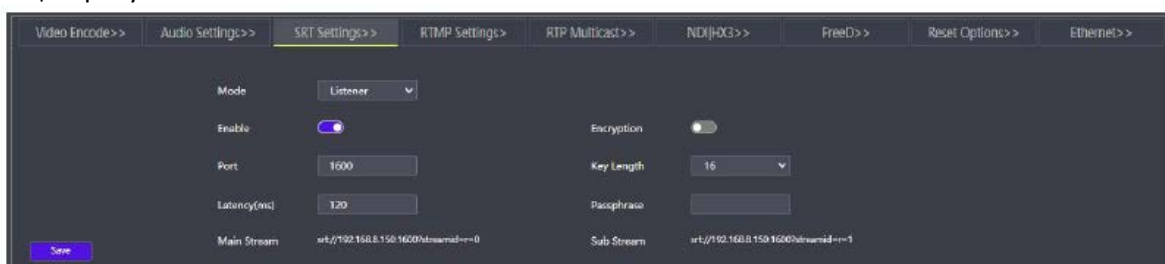 Video Encode>> Audio Settings>> SRT Settings>> RTMP Settings> RTP Multicast>> NDI|HX3>> FreeD>> Reset Options>> Ethernet>>
Mode Listener
Enable Encryption
Port 1600 Key Length 16
Latency(ms) 120 Passphrase
Main Stream srt://192.168.8.150:1600?streamid=r=0 Sub Stream srt://192.168.8.150:1600?streamid=r=1
Save